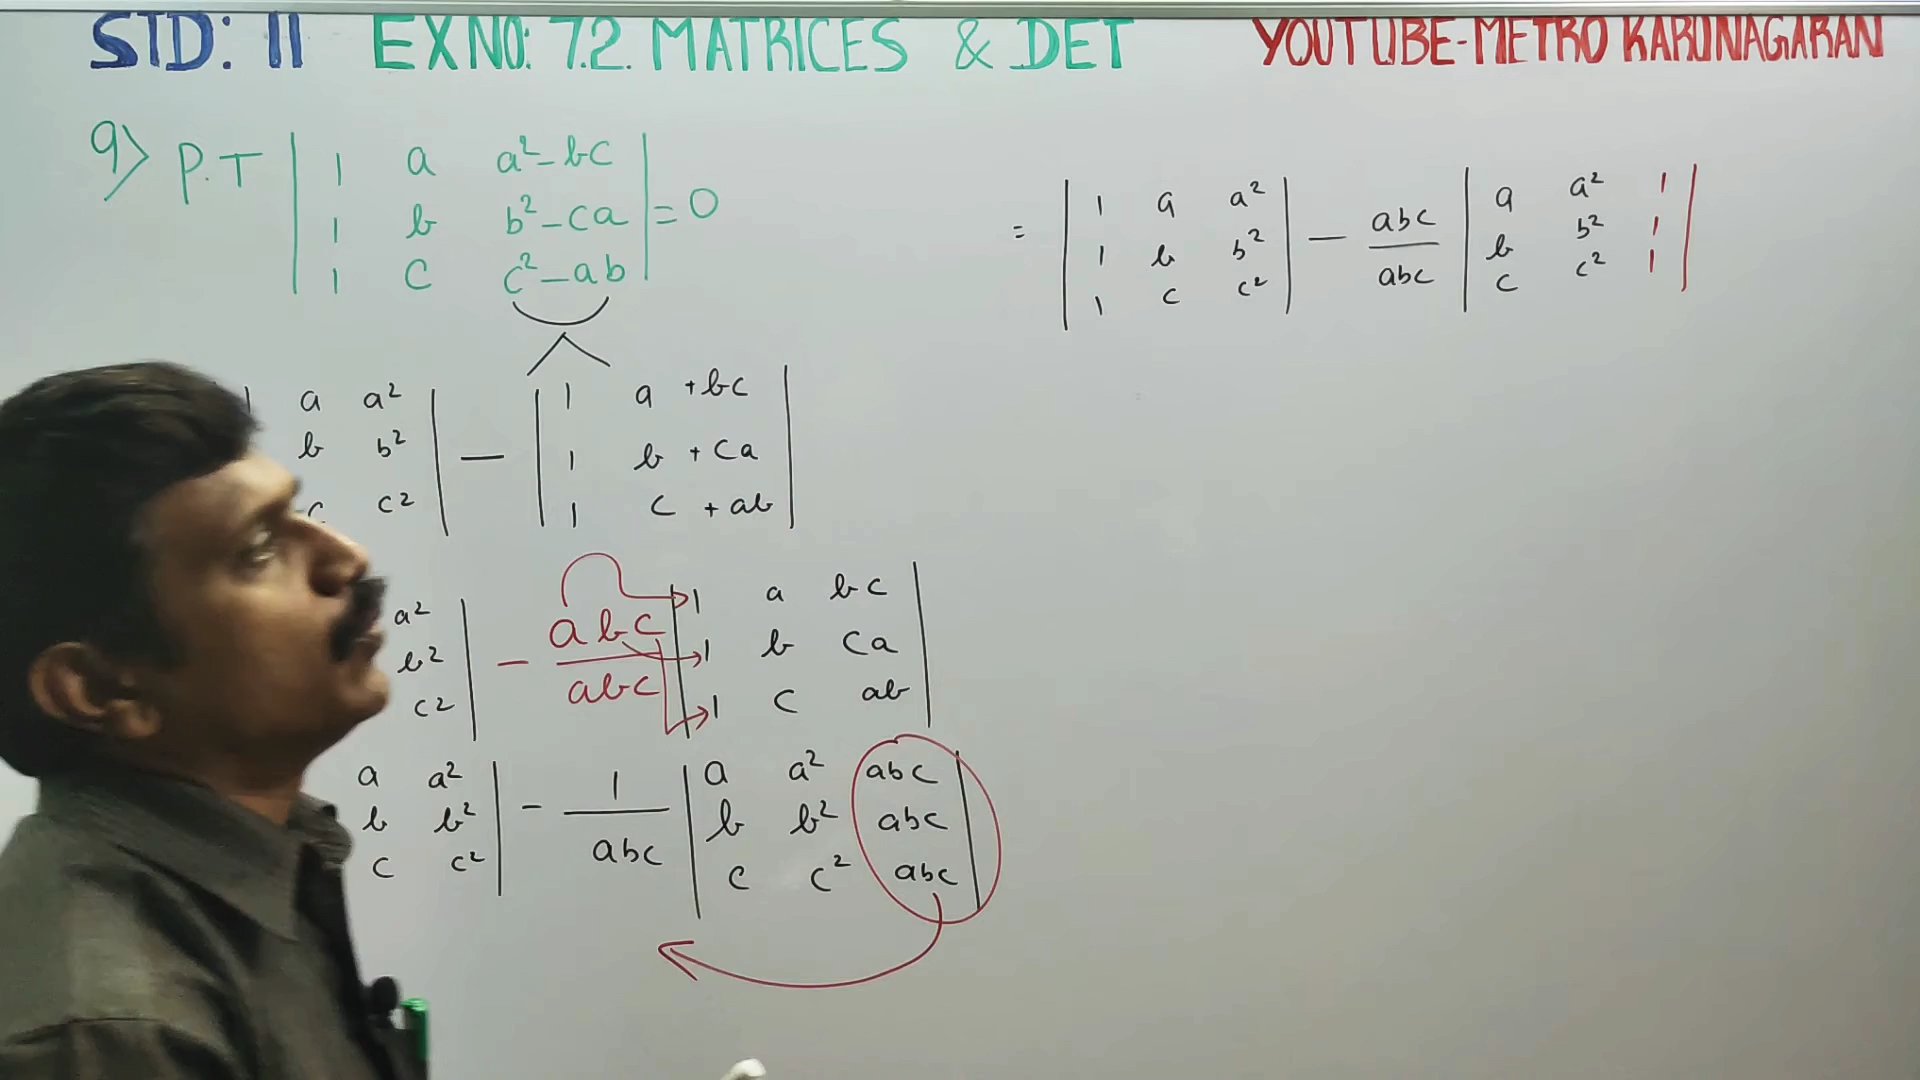 STD: 11 EX NO: 7.2. MATRICES & DET YOUTUBE-METRO KARUNAGARAN
9) P.T | 1 a a²-bc |
| 1 b b²-ca | = 0
| 1 c c²-ab |
1 a a² | - | 1 a +bc |
b b² | | 1 b +ca |
c c² | | 1 c +ab |
a² | - abc/abc | 1 a bc |
b² | | 1 b ca |
c² | | 1 c ab |
a a² | - 1/abc | a a² abc |
b b² | | b b² abc |
c c² | | c c² abc |
= | 1 a a² | - abc/abc | a a² 1 |
| 1 b b² | | b b² 1 |
| 1 c c² | | c c² 1 |